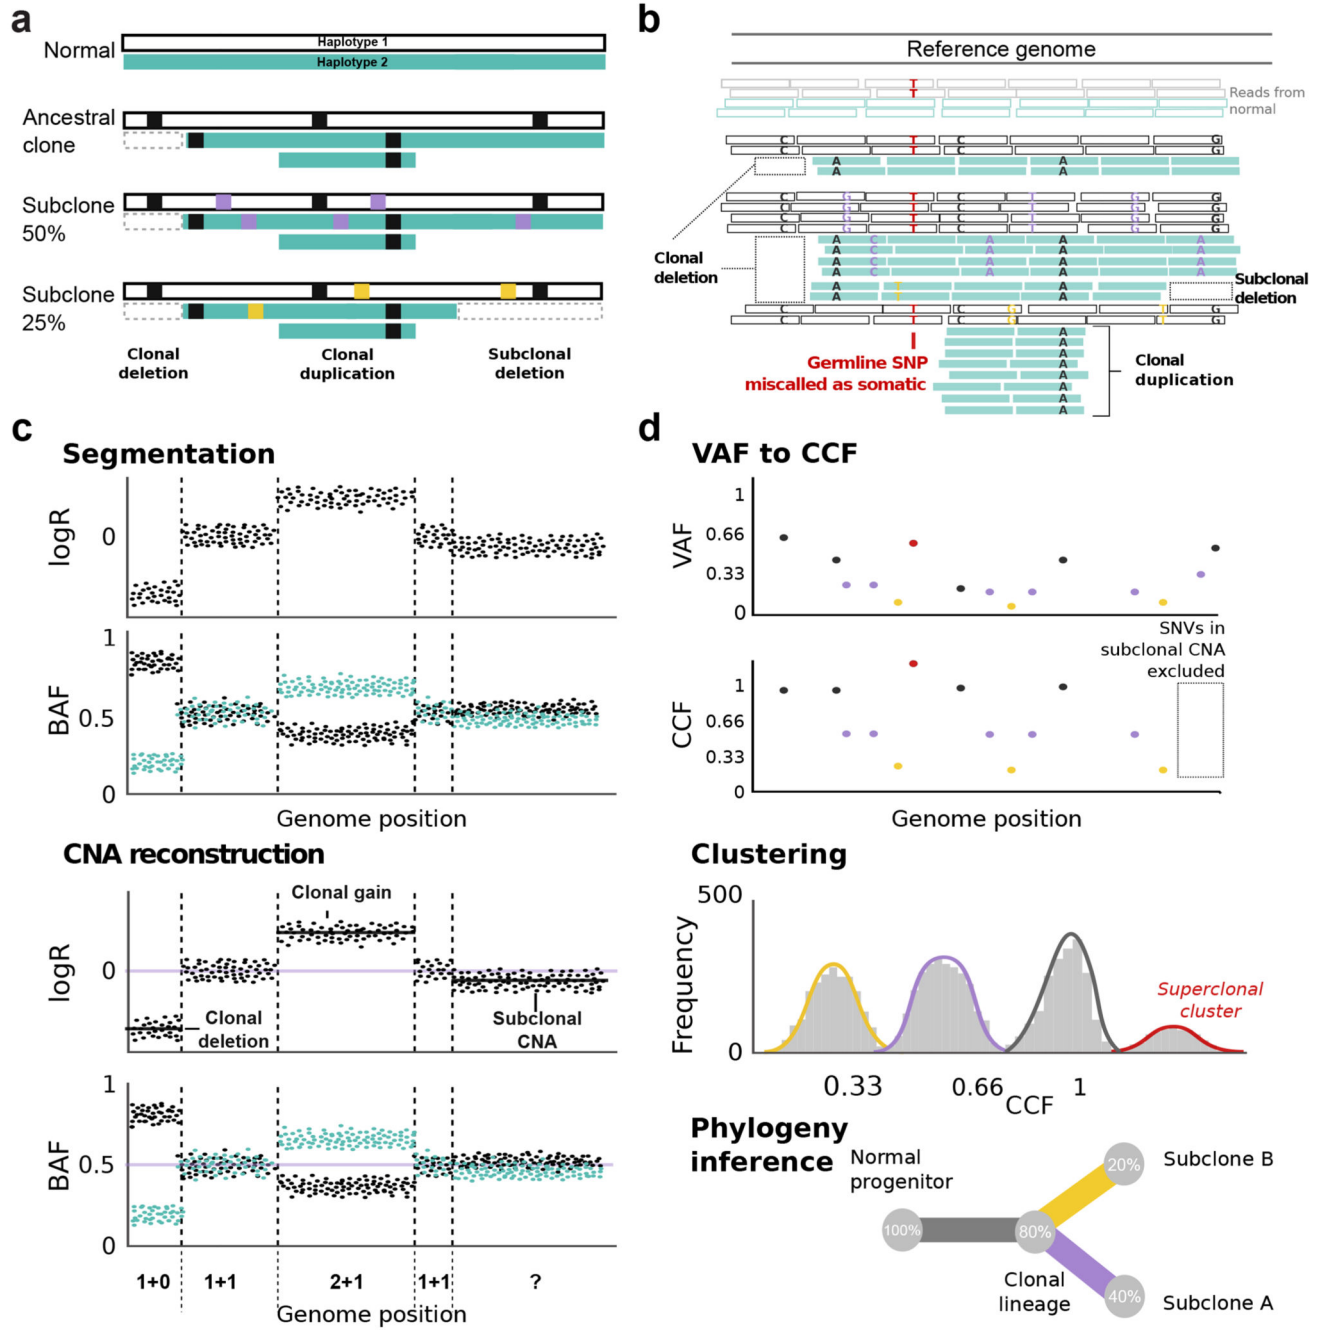 a
Normal
Haplotype 1
Haplotype 2
Ancestral
clone
Subclone
50%
Subclone
25%
Clonal
deletion
Clonal
duplication
Subclonal
deletion
b
Reference genome
T
T
Reads from
normal
C T C G
C T C G
A A
A A
C G T C T G G
C G T C T G G
C G T C T G G
C G T C T G G
A C A A A
A C A A A
A C A A A
A C A A A
A T A
A T A
C T C G T G
C T C G T G
A
A
A
A
A
A
A
A
Clonal
deletion
Subclonal
deletion
Germline SNP
miscalled as somatic
Clonal
duplication
c
Segmentation
logR
0
BAF
1
0.5
0
Genome position
CNA reconstruction
logR
0
Clonal gain
Clonal
deletion
Subclonal
CNA
BAF
1
0.5
0
1+0 1+1 2+1 1+1 ?
Genome position
d
VAF to CCF
VAF
1
0.66
0.33
0
SNVs in
subclonal CNA
excluded
CCF
1
0.66
0.33
0
Genome position
Clustering
Frequency
500
0
Superclonal
cluster
0.33 0.66 1
CCF
Phylogeny
inference
Normal
progenitor
100%
80%
20%
40%
Subclone B
Clonal
lineage
Subclone A